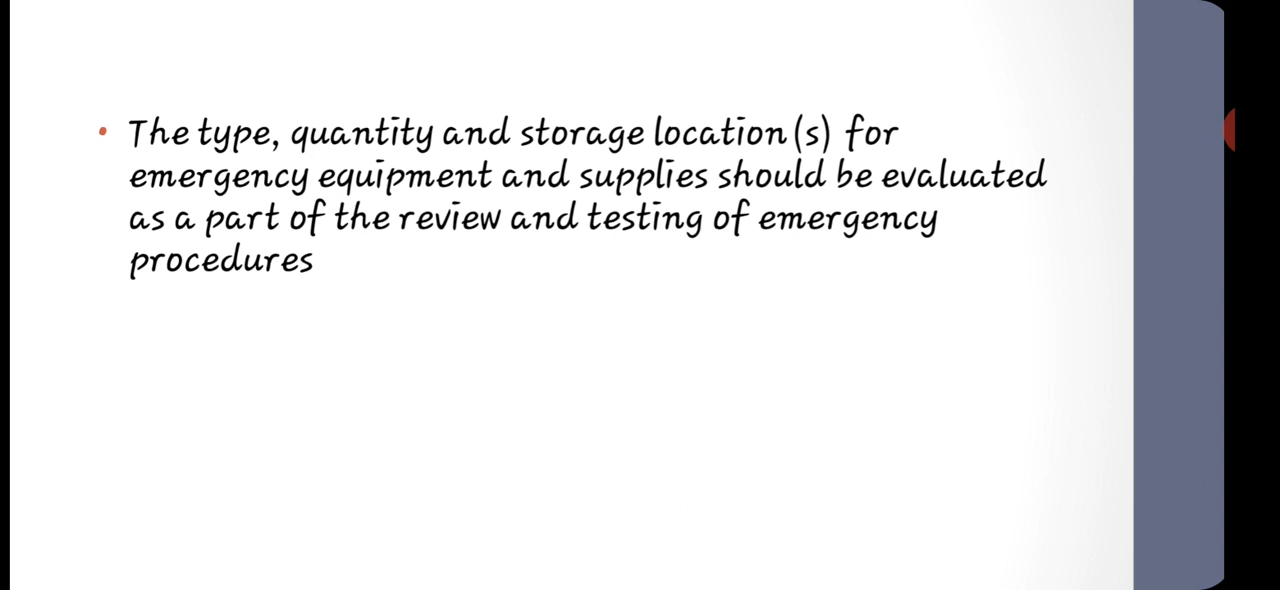 • The type, quantity and storage location(s) for
emergency equipment and supplies should be evaluated
as a part of the review and testing of emergency
procedures